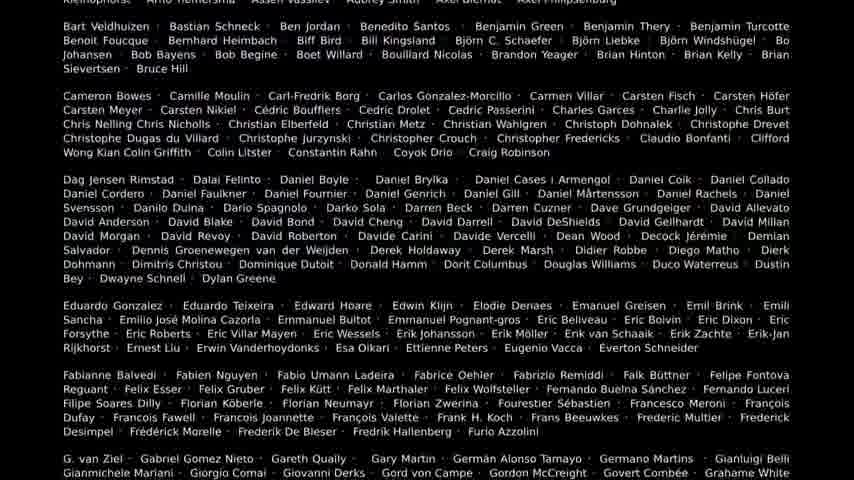 Bart Veldhuizen · Bastian Schneck · Ben Jordan · Benedito Santos · Benjamin Green · Benjamin Thery · Benjamin Turcotte
Benoit Foucque · Bernhard Heimbach · Biff Bird · Bill Kingsland · Björn C. Schaefer · Björn Liebke · Björn Windshügel · Bo
Johansen · Bob Bayens · Bob Begine · Boet Willard · Bouillard Nicolas · Brandon Yeager · Brian Hinton · Brian Kelly · Brian
Sievertsen · Bruce Hill
Cameron Bowes · Camille Moulin · Carl-Fredrik Borg · Carlos Gonzalez-Morcillo · Carmen Villar · Carsten Fisch · Carsten Höfer
Carsten Meyer · Carsten Nikiel · Cédric Bouffiers · Cedric Drolet · Cedric Passerini · Charles Garces · Charlie Jolly · Chris Burt
Chris Nelling Chris Nicholls · Christian Elberfeld · Christian Metz · Christian Wahlgren · Christoph Dohnalek · Christophe Drevet
Christophe Dugas du Villard · Christophe Jurzynski · Christopher Crouch · Christopher Fredericks · Claudio Bonfanti · Clifford
Wong Kian Colin Griffith · Colin Litster · Constantin Rahn · Coyok Drio · Craig Robinson
Dag Jensen Rimstad · Dalai Felinto · Daniel Boyle · Daniel Brylka · Daniel Cases i Armengol · Daniel Coik · Daniel Collado
Daniel Cordero · Daniel Faulkner · Daniel Fournier · Daniel Genrich · Daniel Gill · Daniel Mårtensson · Daniel Rachels · Daniel
Svensson · Danilo Duina · Dario Spagnolo · Darko Sola · Darren Beck · Darren Cuzner · Dave Grundgeiger · David Allevato
David Anderson · David Blake · David Bond · David Cheng · David Darrell · David DeShields · David Gellhardt · David Milian
David Morgan · David Revoy · David Roberton · Davide Carini · Davide Vercelli · Dean Wood · Decock Jérémie · Demian
Salvador · Dennis Groenewegen van der Weijden · Derek Holdaway · Derek Marsh · Didier Robbe · Diego Matho · Dierk
Dohmann · Dimitris Christou · Dominique Dutoit · Donald Hamm · Dorit Columbus · Douglas Williams · Duco Waterreus · Dustin
Bey · Dwayne Schnell · Dylan Greene
Eduardo Gonzalez · Eduardo Teixeira · Edward Hoare · Edwin Klijn · Elodie Denaes · Emanuel Greisen · Emil Brink · Emili
Sancha · Emilio José Molina Cazorla · Emmanuel Bultot · Emmanuel Pognant-gros · Eric Beliveau · Eric Boivin · Eric Dixon · Eric
Forsythe · Eric Roberts · Eric Villar Mayen · Eric Wessels · Erik Johansson · Erik Möller · Erik van Schaaik · Erik Zachte · Erik-Jan
Rijkhorst · Ernest Liu · Erwin Vanderhoydonks · Esa Oikari · Ettienne Peters · Eugenio Vacca · Everton Schneider
Fabianne Balvedi · Fabien Nguyen · Fabio Umann Ladeira · Fabrice Oehler · Fabrizio Remiddi · Falk Büttner · Felipe Fontova
Reguant · Felix Esser · Felix Gruber · Felix Kütt · Felix Marthaler · Felix Wolfsteller · Fernando Buelna Sánchez · Fernando Luceri
Filipe Soares Dilly · Florian Köberle · Florian Neumayr · Florian Zwerina · Fourestier Sébastien · Francesco Meroni · François
Dufay · Francois Fawell · Francois Joannette · François Valette · Frank H. Koch · Frans Beeuwkes · Frederic Multier · Frederick
Desimpel · Frédérick Marelle · Frederik De Bleser · Fredrik Hallenberg · Furio Azzolini
G. van Ziel · Gabriel Gomez Nieto · Gareth Qually · Gary Martin · Germán Alonso Tamayo · Germano Martins · Gianluigi Belli
Gianmichele Mariani · Giorgio Comai · Giovanni Derks · Gord von Campe · Gordon McCreight · Govert Combée · Grahame White